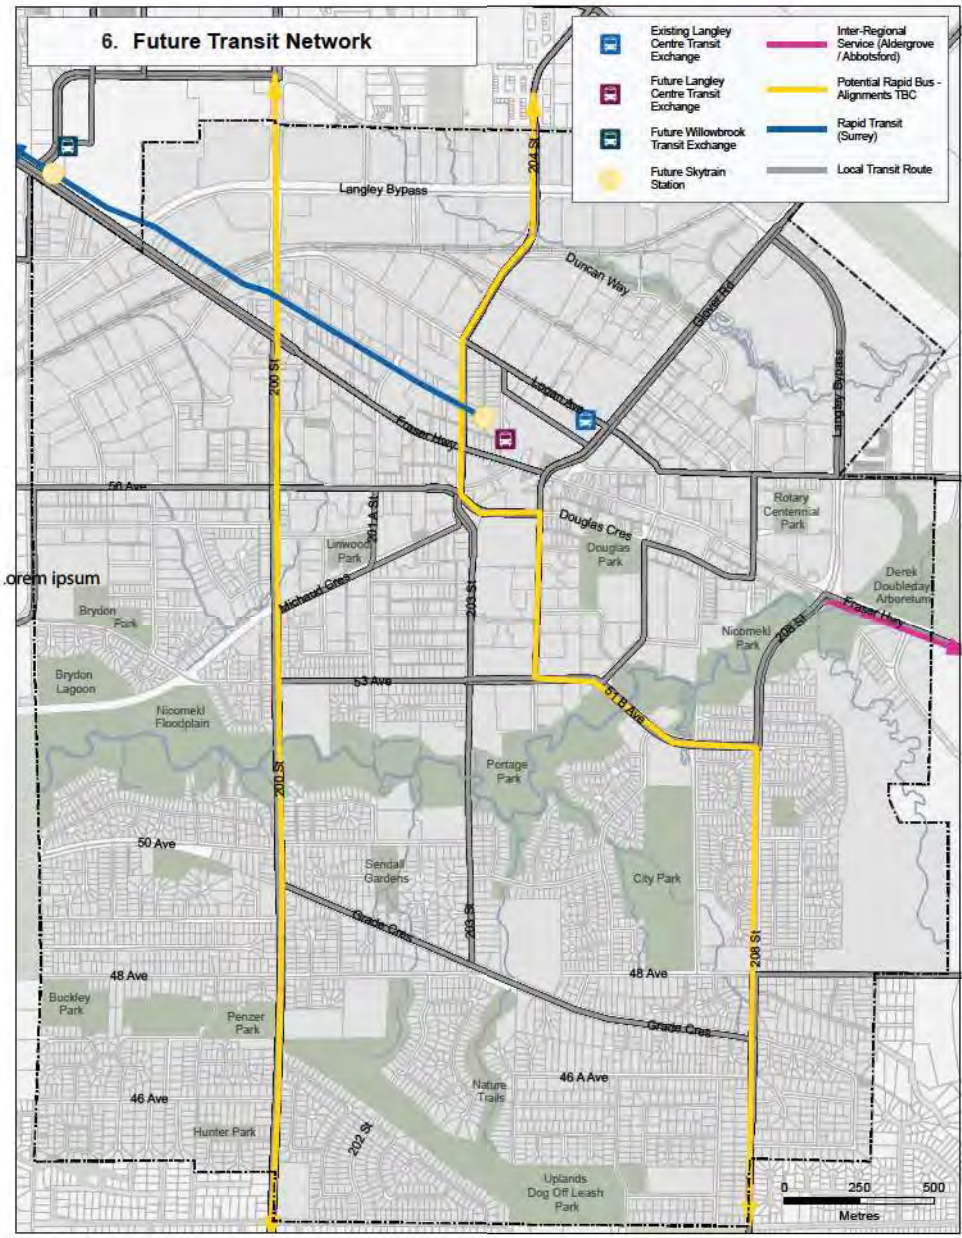 6. Future Transit Network
Existing Langley
Centre Transit
Exchange
Future Langley
Centre Transit
Exchange
Future Willowbrook
Transit Exchange
Future Skytrain
Station
Inter-Regional
Service (Aldergrove
/ Abbotsford)
Potential Rapid Bus -
Alignments TBC
Rapid Transit
(Surrey)
Local Transit Route
204 St
Langley Bypass
Duncan Way
Glover Rd
200 St
Logan Ave
Langley Bypass
Fraser Hwy
56 Ave
201 A St
Douglas Cres
Rotary
Centennial
Park
Linwood
Park
Douglas
Park
.orem ipsum
Michaud Cres
203 St
Derek
Doubleday
Arboretum
Brydon
Park
Fraser Hwy
208 St
Nicomekl
Park
Brydon
Lagoon
53 Ave
51 B Ave
Nicomekl
Floodplain
200 St
Portage
Park
50 Ave
Sendall
Gardens
City Park
Grade Cres
203 St
208 St
48 Ave
48 Ave
Buckley
Park
Penzer
Park
Grade Cres
46 A Ave
Nature
Trails
46 Ave
Hunter Park
202 St
Uplands
Dog Off Leash
Park
0 250 500
Metres